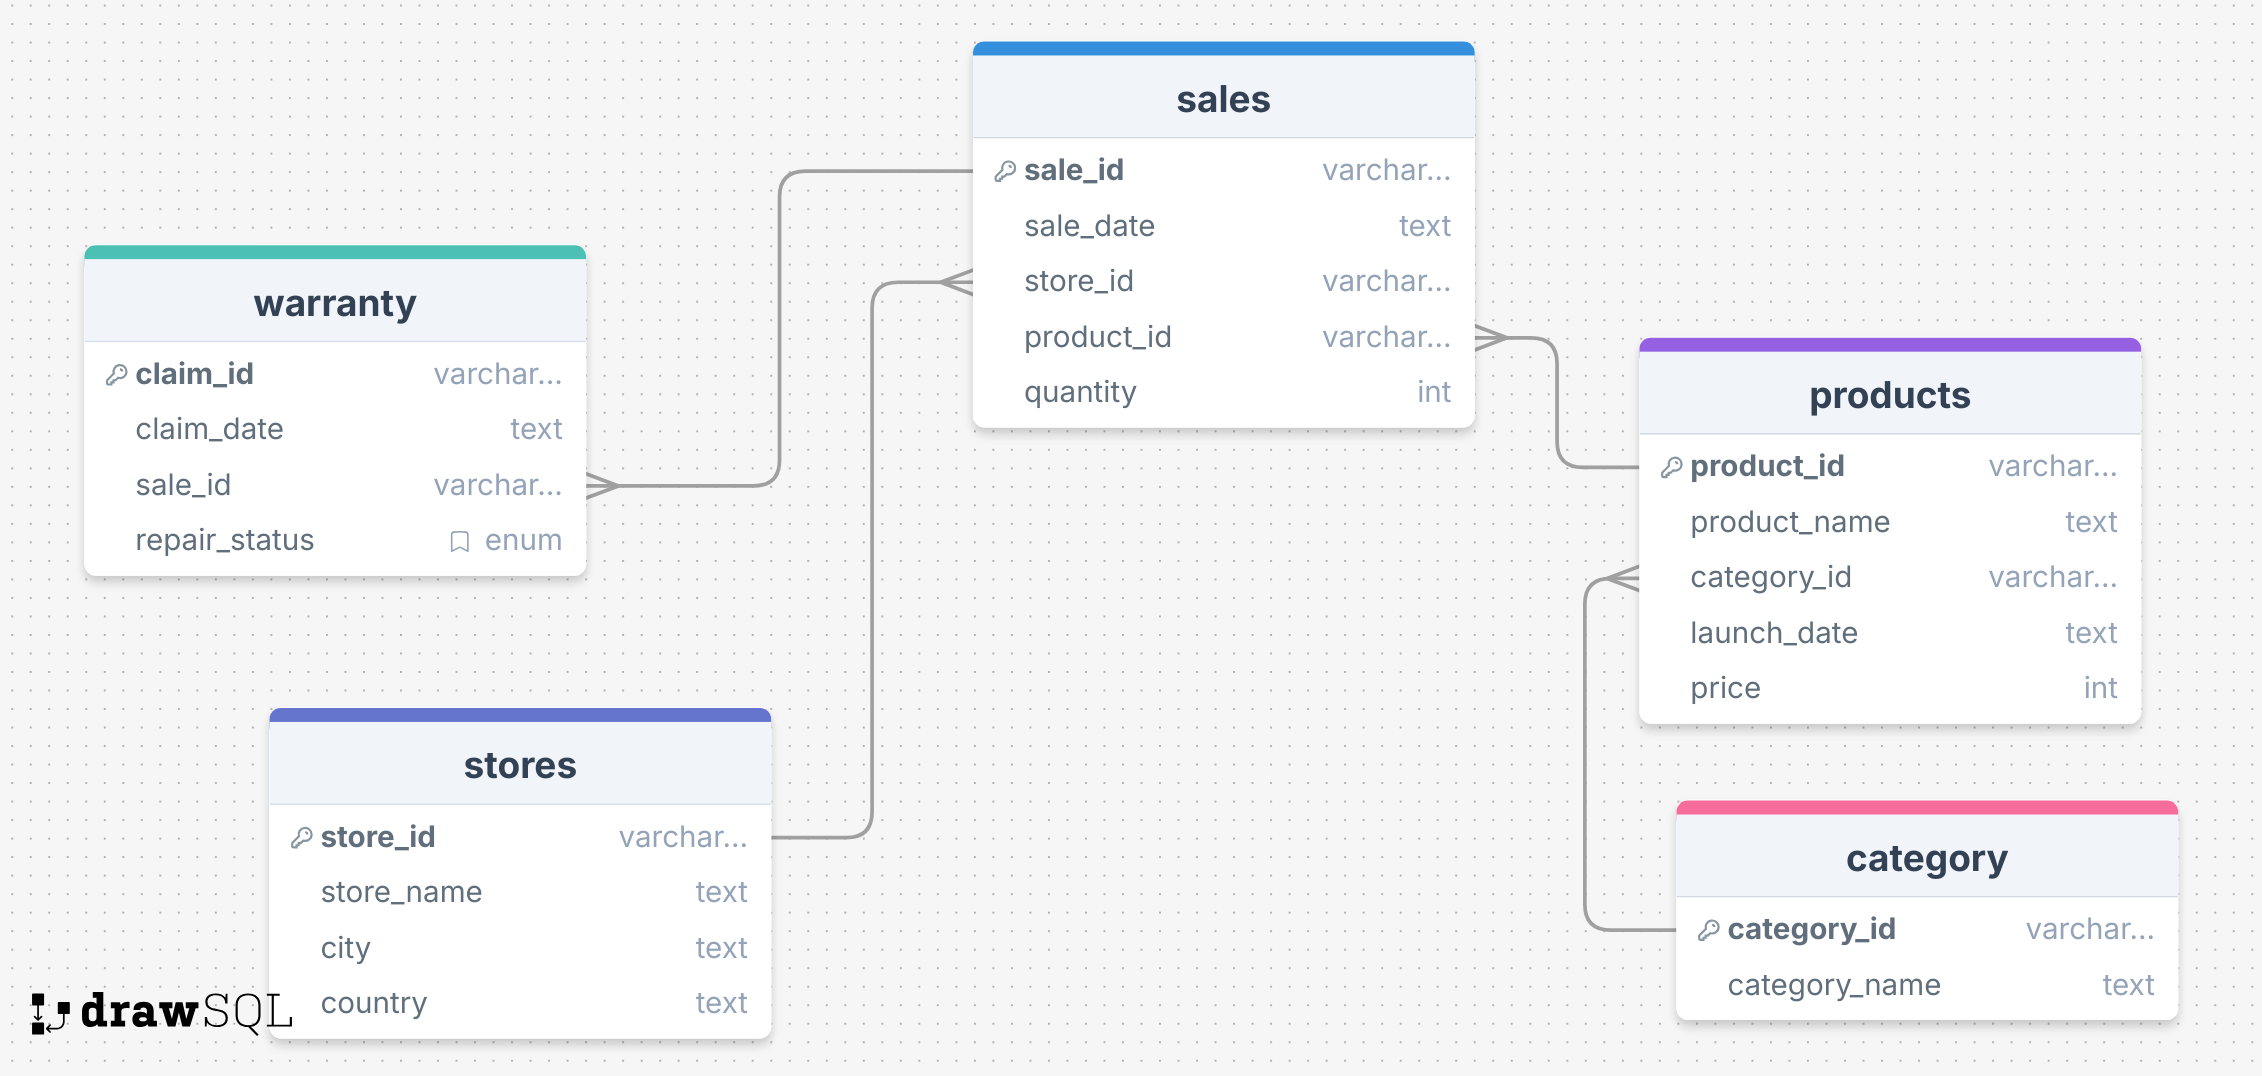 sales
sale_id varchar...
sale_date text
store_id varchar...
product_id varchar...
quantity int
warranty
claim_id varchar...
claim_date text
sale_id varchar...
repair_status enum
products
product_id varchar...
product_name text
category_id varchar...
launch_date text
price int
stores
store_id varchar...
store_name text
city text
country text
category
category_id varchar...
category_name text
drawSQL